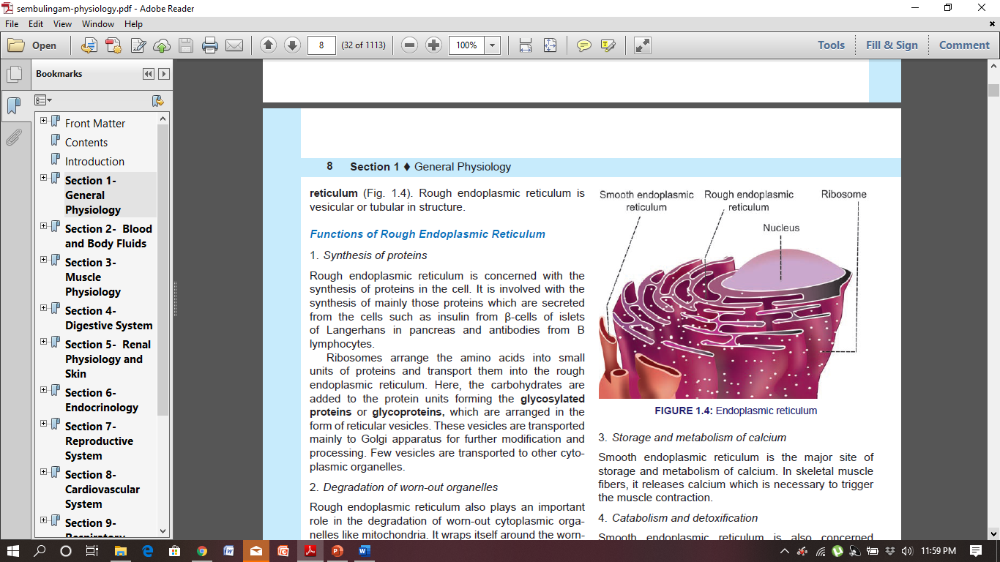 sembulingam-physiology.pdf - Adobe Reader
File Edit View Window Help
Open 8 (32 of 1113) 100% Tools Fill & Sign Comment
Bookmarks
Front Matter
Contents
Introduction
Section 1-
General
Physiology
Section 2- Blood
and Body Fluids
Section 3-
Muscle
Physiology
Section 4-
Digestive System
Section 5- Renal
Physiology and
Skin
Section 6-
Endocrinology
Section 7-
Reproductive
System
Section 8-
Cardiovascular
System
Section 9-
Respiratory
8 Section 1 ♦ General Physiology
reticulum (Fig. 1.4). Rough endoplasmic reticulum is
vesicular or tubular in structure.
Functions of Rough Endoplasmic Reticulum
1. Synthesis of proteins
Rough endoplasmic reticulum is concerned with the
synthesis of proteins in the cell. It is involved with the
synthesis of mainly those proteins which are secreted
from the cells such as insulin from β-cells of islets
of Langerhans in pancreas and antibodies from B
lymphocytes.
Ribosomes arrange the amino acids into small
units of proteins and transport them into the rough
endoplasmic reticulum. Here, the carbohydrates are
added to the protein units forming the glycosylated
proteins or glycoproteins, which are arranged in the
form of reticular vesicles. These vesicles are transported
mainly to Golgi apparatus for further modification and
processing. Few vesicles are transported to other cyto-
plasmic organelles.
2. Degradation of worn-out organelles
Rough endoplasmic reticulum also plays an important
role in the degradation of worn-out cytoplasmic orga-
nelles like mitochondria. It wraps itself around the worn-
Smooth endoplasmic
reticulum
Rough endoplasmic
reticulum
Ribosome
Nucleus
FIGURE 1.4: Endoplasmic reticulum
3. Storage and metabolism of calcium
Smooth endoplasmic reticulum is the major site of
storage and metabolism of calcium. In skeletal muscle
fibers, it releases calcium which is necessary to trigger
the muscle contraction.
4. Catabolism and detoxification
Smooth endoplasmic reticulum is also concerned
11:59 PM